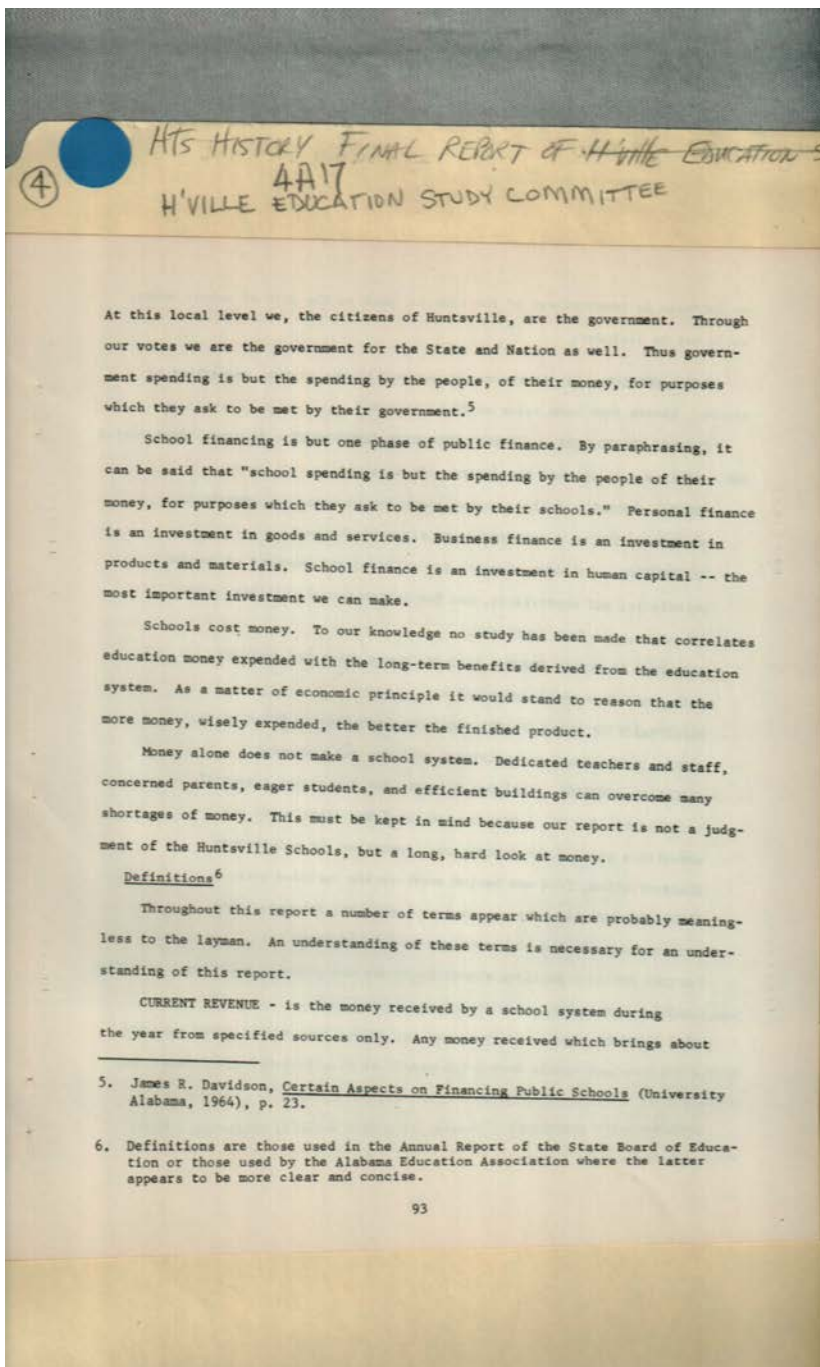 HTS HISTORY FINAL REPORT OF H'VILLE EDUCATION S
④ 4A17
H'VILLE EDUCATION STUDY COMMITTEE
At this local level we, the citizens of Huntsville, are the government. Through
our votes we are the government for the State and Nation as well. Thus govern-
ment spending is but the spending by the people, of their money, for purposes
which they ask to be met by their government.5
School financing is but one phase of public finance. By paraphrasing, it
can be said that "school spending is but the spending by the people of their
money, for purposes which they ask to be met by their schools." Personal finance
is an investment in goods and services. Business finance is an investment in
products and materials. School finance is an investment in human capital -- the
most important investment we can make.
Schools cost money. To our knowledge no study has been made that correlates
education money expended with the long-term benefits derived from the education
system. As a matter of economic principle it would stand to reason that the
more money, wisely expended, the better the finished product.
Money alone does not make a school system. Dedicated teachers and staff,
concerned parents, eager students, and efficient buildings can overcome many
shortages of money. This must be kept in mind because our report is not a judg-
ment of the Huntsville Schools, but a long, hard look at money.
Definitions6
Throughout this report a number of terms appear which are probably meaning-
less to the layman. An understanding of these terms is necessary for an under-
standing of this report.
CURRENT REVENUE - is the money received by a school system during
the year from specified sources only. Any money received which brings about
5. James R. Davidson, Certain Aspects on Financing Public Schools (University
Alabama, 1964), p. 23.
6. Definitions are those used in the Annual Report of the State Board of Educa-
tion or those used by the Alabama Education Association where the latter
appears to be more clear and concise.
93